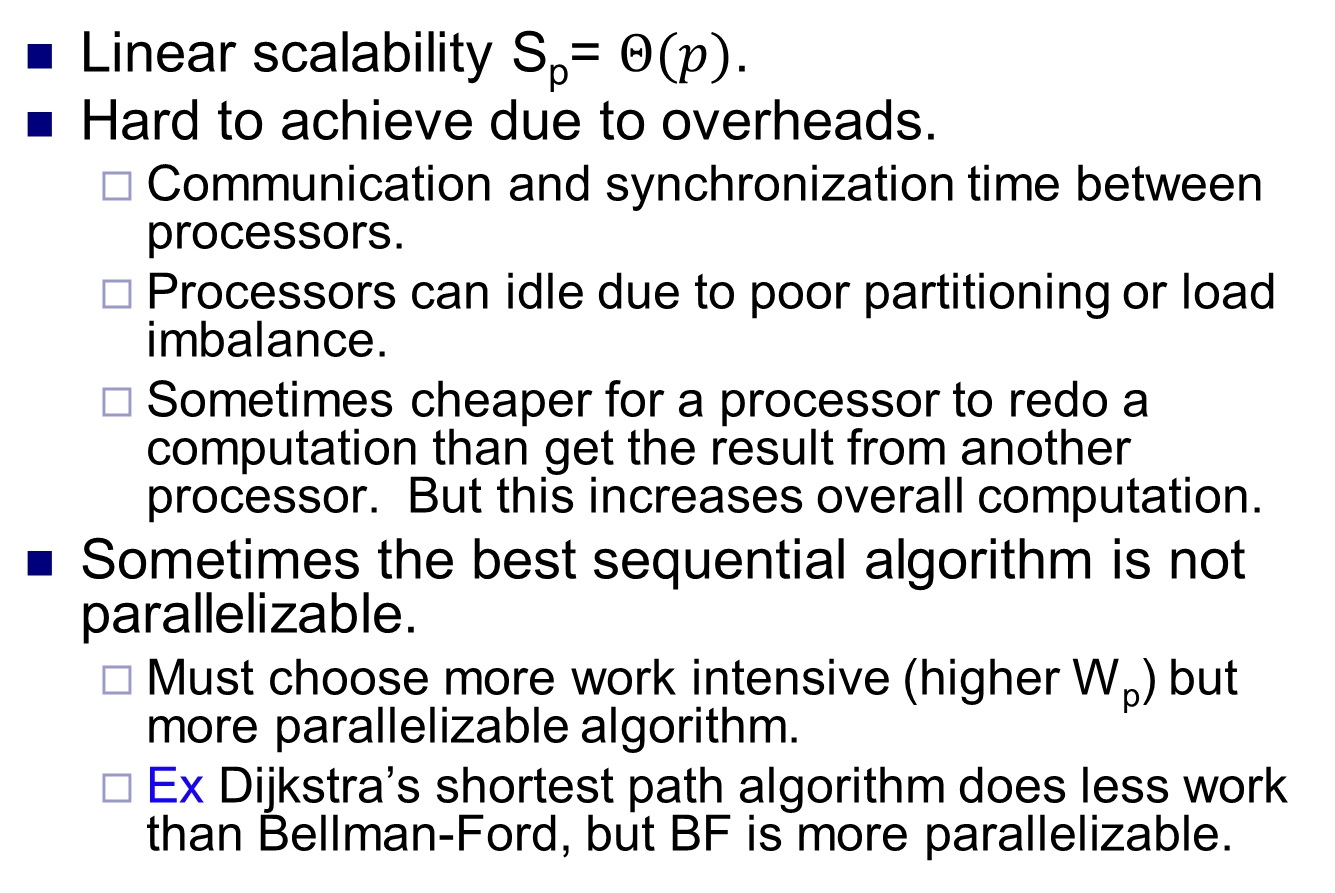 Linear scalability Sp= Θ(p).
Hard to achieve due to overheads.
Communication and synchronization time between
processors.
Processors can idle due to poor partitioning or load
imbalance.
Sometimes cheaper for a processor to redo a
computation than get the result from another
processor.  But this increases overall computation.
Sometimes the best sequential algorithm is not
parallelizable.
Must choose more work intensive (higher Wp) but
more parallelizable algorithm.
Ex Dijkstra’s shortest path algorithm does less work
than Bellman-Ford, but BF is more parallelizable.